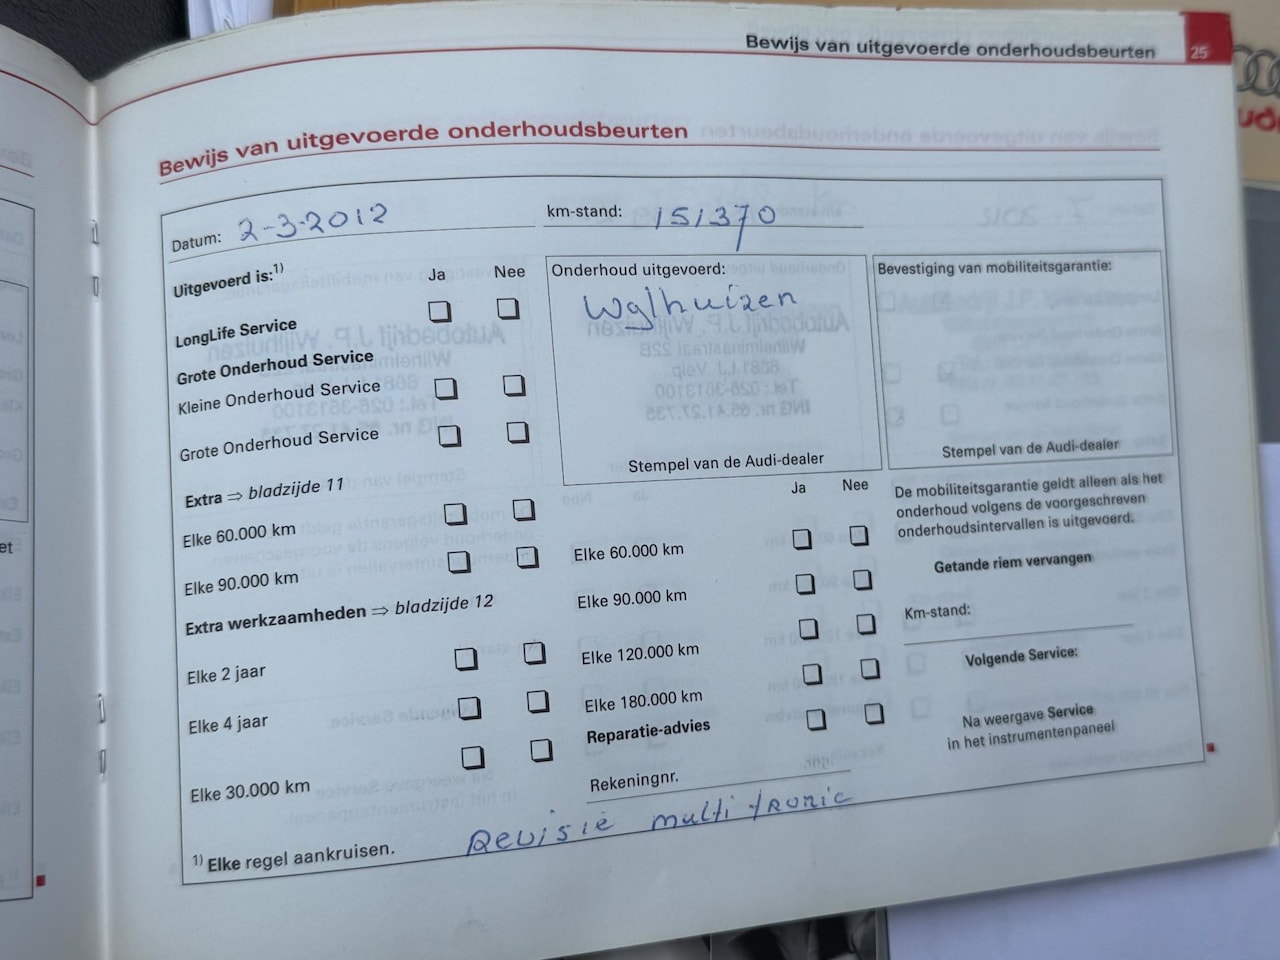 Bewijs van uitgevoerde onderhoudsbeurten 25
Bewijs van uitgevoerde onderhoudsbeurten
Datum: 2-3-2012
km-stand: 151370
Uitgevoerd is:1)
Ja Nee
LongLife Service
Grote Onderhoud Service
Kleine Onderhoud Service
Grote Onderhoud Service
Extra ⇒ bladzijde 11
Elke 60.000 km
Elke 90.000 km
Extra werkzaamheden ⇒ bladzijde 12
Elke 2 jaar
Elke 4 jaar
Elke 30.000 km
1) Elke regel aankruisen.
Onderhoud uitgevoerd:
Wylhuizen
Stempel van de Audi-dealer
Ja Nee
Elke 60.000 km
Elke 90.000 km
Elke 120.000 km
Elke 180.000 km
Reparatie-advies
Rekeningnr.
Revisie multitronic
Bevestiging van mobiliteitsgarantie:
Stempel van de Audi-dealer
De mobiliteitsgarantie geldt alleen als het
onderhoud volgens de voorgeschreven
onderhoudsintervallen is uitgevoerd.
Getande riem vervangen
Km-stand:
Volgende Service:
Na weergave Service
in het instrumentenpaneel